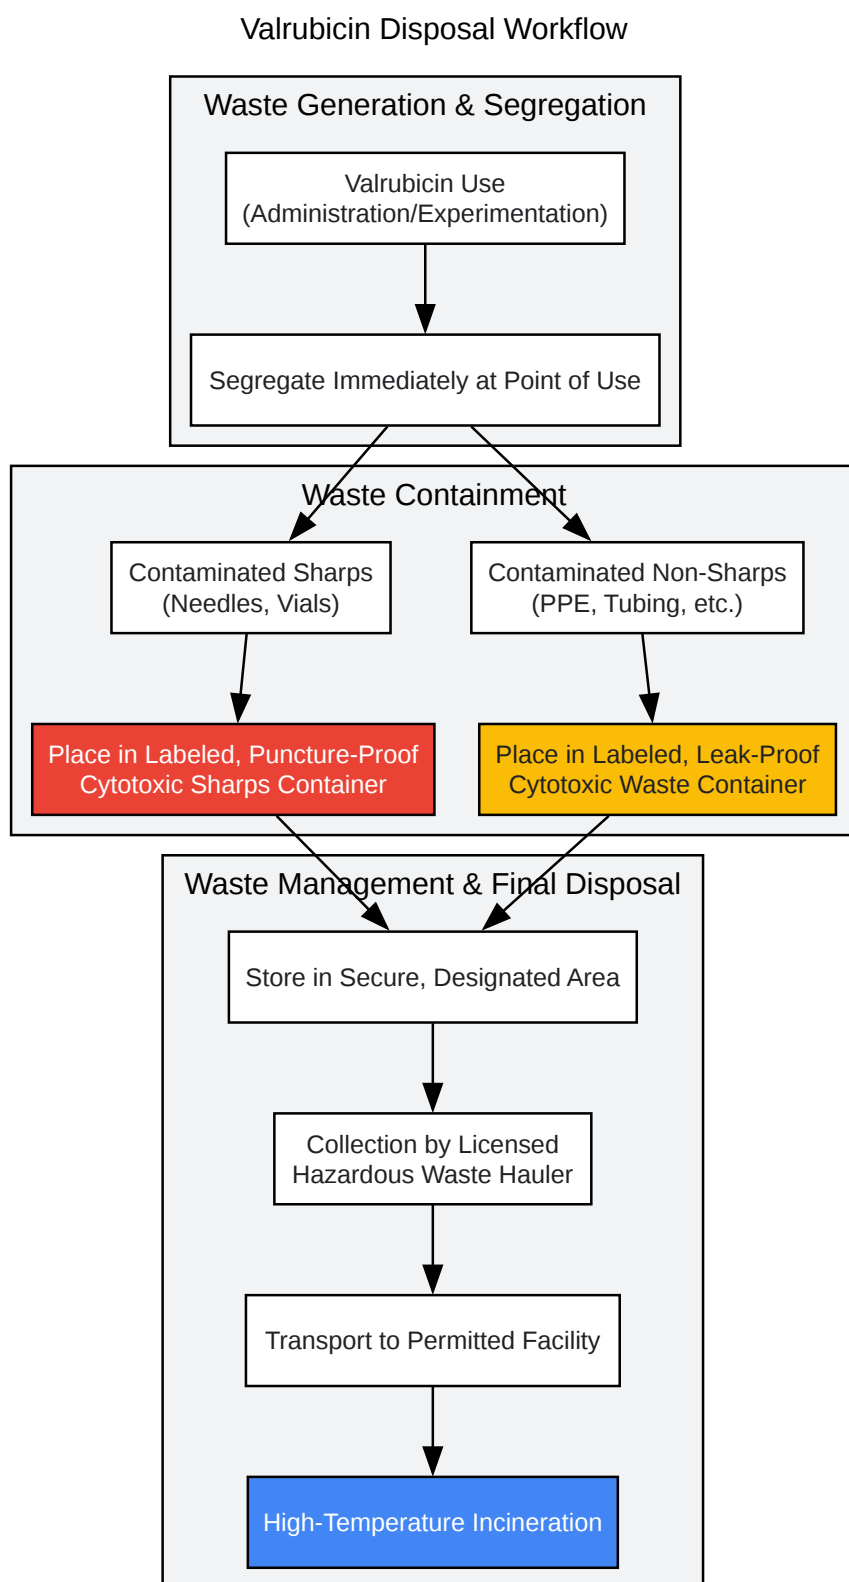 Valrubicin Disposal Workflow
Waste Generation & Segregation
Valrubicin Use
(Administration/Experimentation)
Segregate Immediately at Point of Use
Waste Containment
Contaminated Sharps
(Needles, Vials)
Contaminated Non-Sharps
(PPE, Tubing, etc.)
Place in Labeled, Puncture-Proof
Cytotoxic Sharps Container
Place in Labeled, Leak-Proof
Cytotoxic Waste Container
Waste Management & Final Disposal
Store in Secure, Designated Area
Collection by Licensed
Hazardous Waste Hauler
Transport to Permitted Facility
High-Temperature Incineration